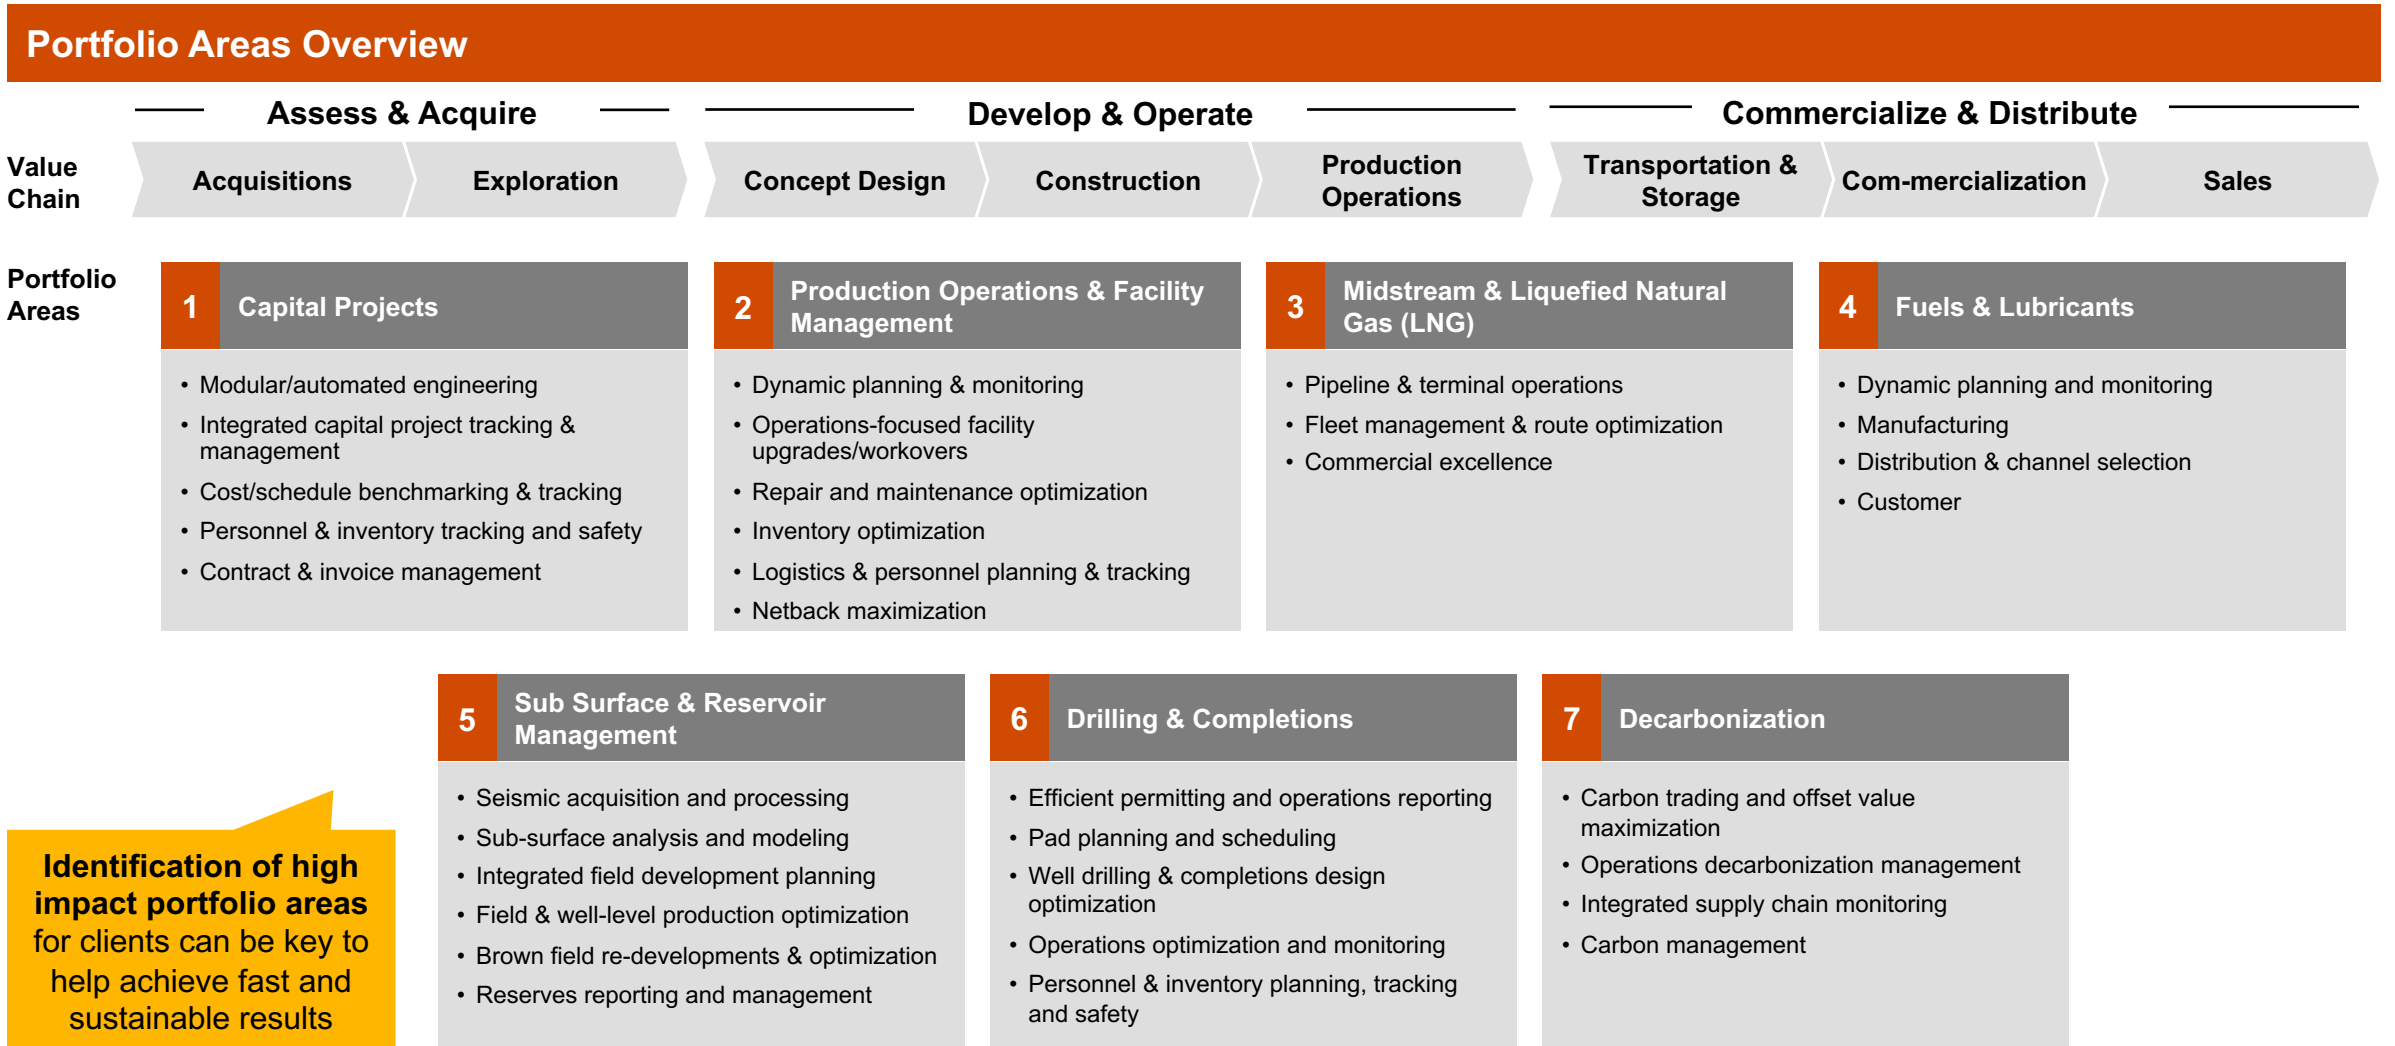 Portfolio Areas Overview
Assess & Acquire
Develop & Operate
Commercialize & Distribute
Value
Chain
Acquisitions
Exploration
Concept Design
Construction
Production
Operations
Transportation &
Storage
Com-mercialization
Sales
Portfolio
Areas
1
Capital Projects
• Modular/automated engineering
• Integrated capital project tracking &
management
• Cost/schedule benchmarking & tracking
• Personnel & inventory tracking and safety
• Contract & invoice management
2
Production Operations & Facility
Management
• Dynamic planning & monitoring
• Operations-focused facility
upgrades/workovers
• Repair and maintenance optimization
• Inventory optimization
• Logistics & personnel planning & tracking
• Netback maximization
3
Midstream & Liquefied Natural
Gas (LNG)
• Pipeline & terminal operations
• Fleet management & route optimization
• Commercial excellence
4
Fuels & Lubricants
• Dynamic planning and monitoring
• Manufacturing
• Distribution & channel selection
• Customer
5
Sub Surface & Reservoir
Management
• Seismic acquisition and processing
• Sub-surface analysis and modeling
• Integrated field development planning
• Field & well-level production optimization
• Brown field re-developments & optimization
• Reserves reporting and management
6
Drilling & Completions
• Efficient permitting and operations reporting
• Pad planning and scheduling
• Well drilling & completions design
optimization
• Operations optimization and monitoring
• Personnel & inventory planning, tracking
and safety
7
Decarbonization
• Carbon trading and offset value
maximization
• Operations decarbonization management
• Integrated supply chain monitoring
• Carbon management
Identification of high
impact portfolio areas
for clients can be key to
help achieve fast and
sustainable results